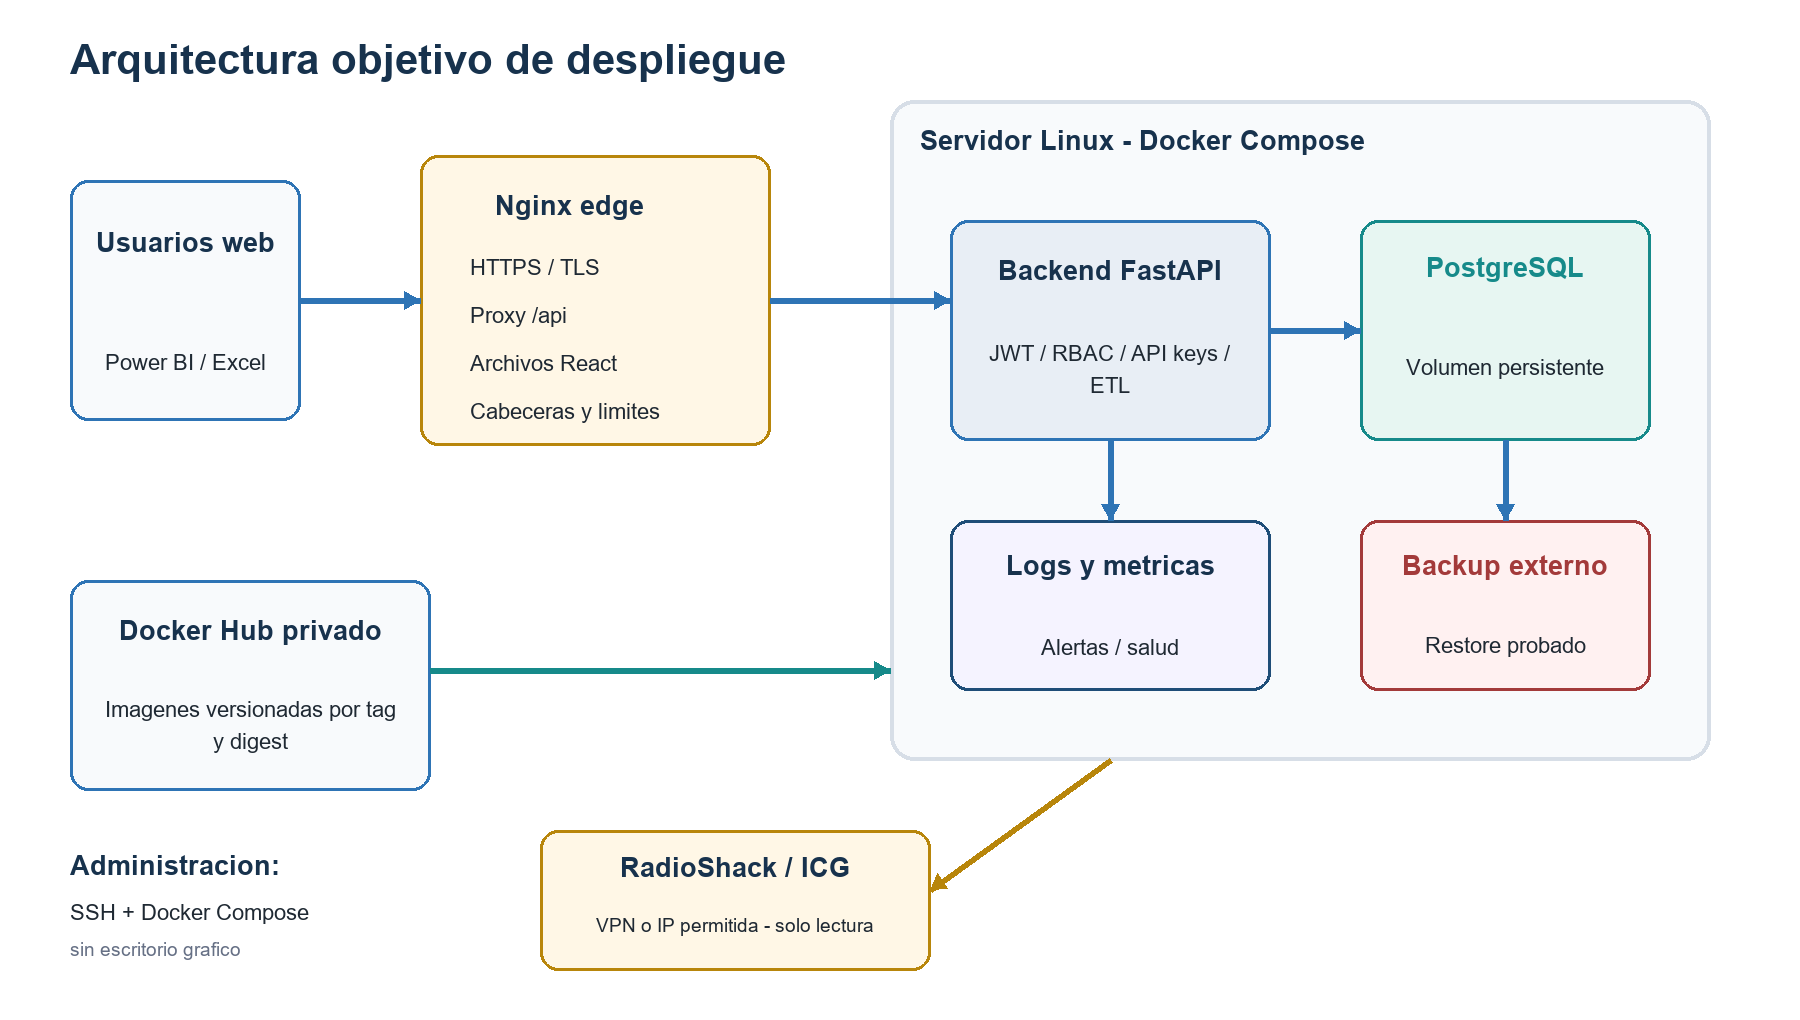 Arquitectura objetivo de despliegue
Usuarios web
Power BI / Excel
Nginx edge
HTTPS / TLS
Proxy /api
Archivos React
Cabeceras y limites
Servidor Linux - Docker Compose
Backend FastAPI
JWT / RBAC / API keys /
ETL
PostgreSQL
Volumen persistente
Logs y metricas
Alertas / salud
Backup externo
Restore probado
Docker Hub privado
Imagenes versionadas por tag
y digest
RadioShack / ICG
VPN o IP permitida - solo lectura
Administracion:
SSH + Docker Compose
sin escritorio grafico